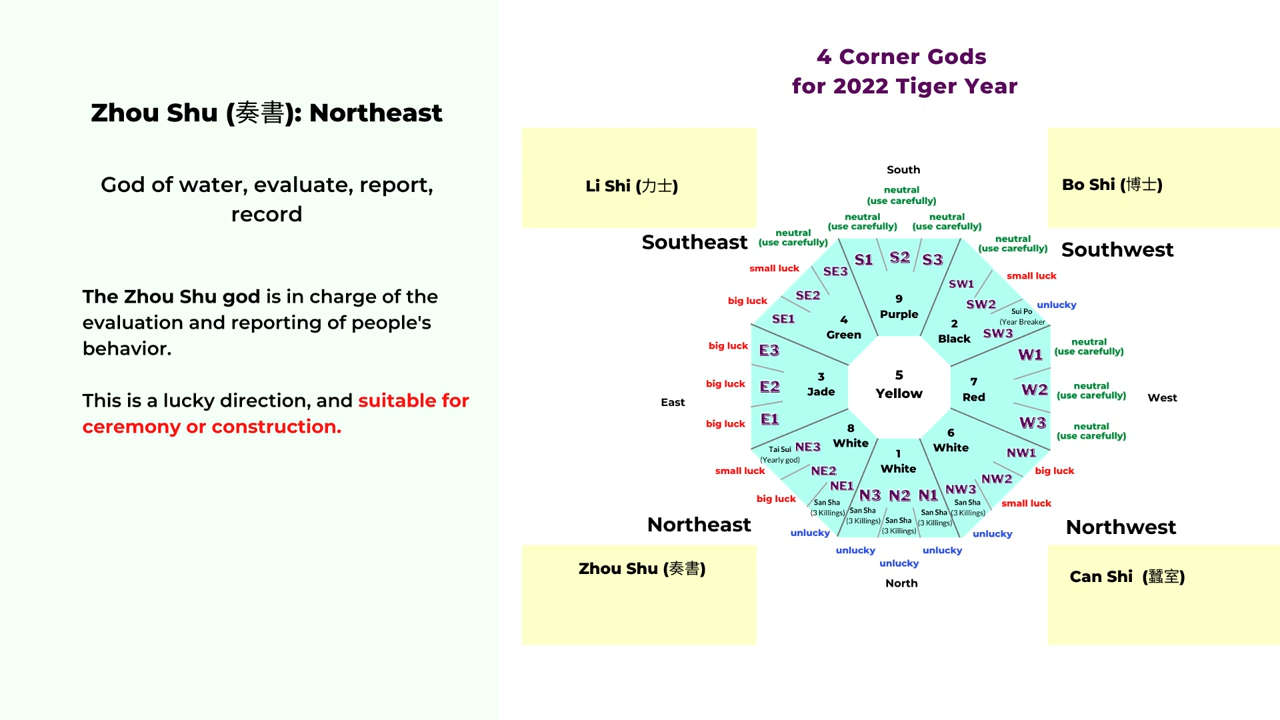 Zhou Shu (奏書): Northeast
God of water, evaluate, report,
record
The Zhou Shu god is in charge of the
evaluation and reporting of people's
behavior.
This is a lucky direction, and suitable for
ceremony or construction.
4 Corner Gods
for 2022 Tiger Year
Li Shi (力士)
Bo Shi (博士)
South
neutral
(use carefully)
neutral
(use carefully)
neutral
(use carefully)
neutral
(use carefully)
neutral
(use carefully)
Southeast
Southwest
small luck
big luck
small luck
unlucky
SE3
SE2
SE1
S1
S2
S3
SW1
SW2
SW3
Sui Po
(Year Breaker
9
Purple
4
Green
2
Black
big luck
E3
big luck
E2
big luck
E1
East
3
Jade
5
Yellow
7
Red
W1
neutral
(use carefully)
W2
neutral
(use carefully)
W3
neutral
(use carefully)
West
8
White
1
White
6
White
Tai Sui
(Yearly god)
NE3
NE2
NE1
N3
N2
N1
NW3
NW2
NW1
San Sha
(3 Killings)
San Sha
(3 Killings)
San Sha
(3 Killings)
San Sha
(3 Killings)
San Sha
(3 Killings)
small luck
big luck
unlucky
unlucky
unlucky
unlucky
unlucky
small luck
big luck
North
Northeast
Northwest
Zhou Shu (奏書)
Can Shi (蠶室)